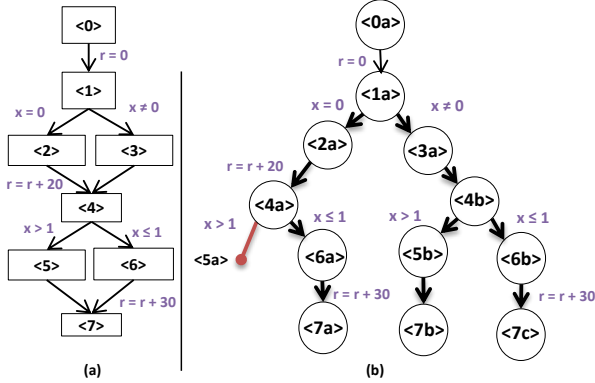 <0>
r = 0
<1>
x = 0
x ≠ 0
<2>
<3>
r = r + 20
<4>
x > 1
x ≤ 1
<5>
<6>
r = r + 30
<7>
(a)
<0a>
r = 0
<1a>
x = 0
x ≠ 0
<2a>
<3a>
r = r + 20
<4a>
<4b>
x > 1
x ≤ 1
x > 1
x ≤ 1
<5a>
<6a>
<5b>
<6b>
r = r + 30
r = r + 30
<7a>
<7b>
<7c>
(b)